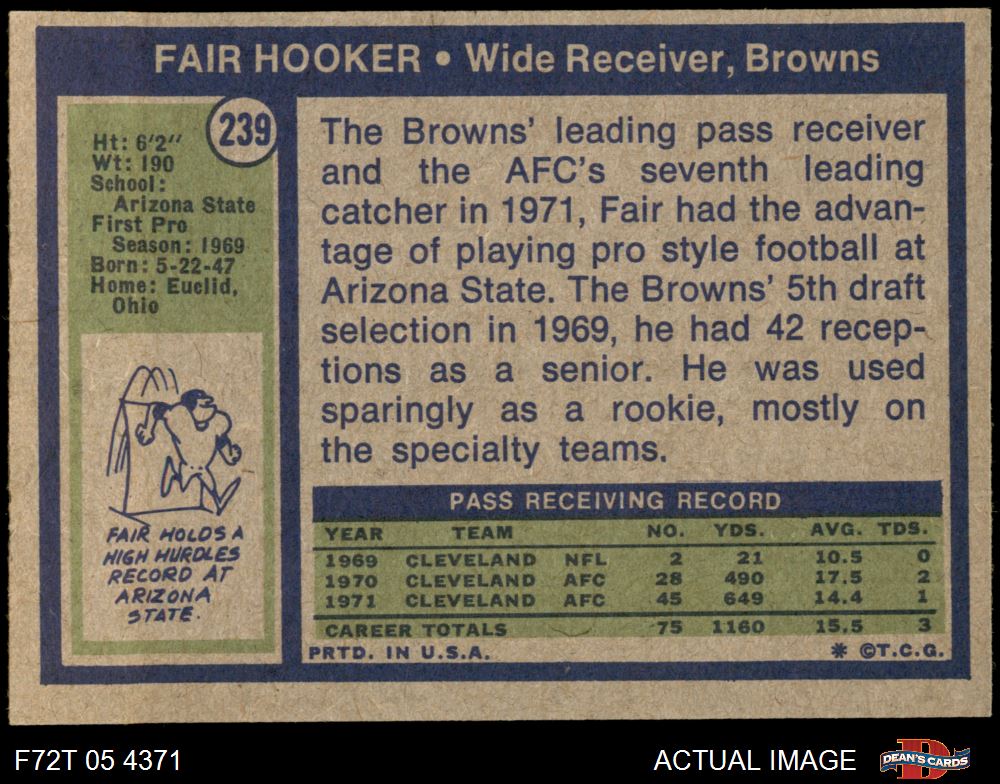 FAIR HOOKER • Wide Receiver, Browns
239
Ht: 6'2"
Wt: 190
School:
Arizona State
First Pro
Season: 1969
Born: 5-22-47
Home: Euclid,
Ohio
FAIR HOLDS A
HIGH HURDLES
RECORD AT
ARIZONA
STATE.
The Browns' leading pass receiver
and the AFC's seventh leading
catcher in 1971, Fair had the advan-
tage of playing pro style football at
Arizona State. The Browns' 5th draft
selection in 1969, he had 42 recep-
tions as a senior. He was used
sparingly as a rookie, mostly on
the specialty teams.
PASS RECEIVING RECORD
YEAR TEAM NO. YDS. AVG. TDS.
1969 CLEVELAND NFL 2 21 10.5 0
1970 CLEVELAND AFC 28 490 17.5 2
1971 CLEVELAND AFC 45 649 14.4 1
CAREER TOTALS 75 1160 15.5 3
PRTD. IN U.S.A. * ©T.C.G.
F72T 05 4371 ACTUAL IMAGE D DEAN'S CARDS